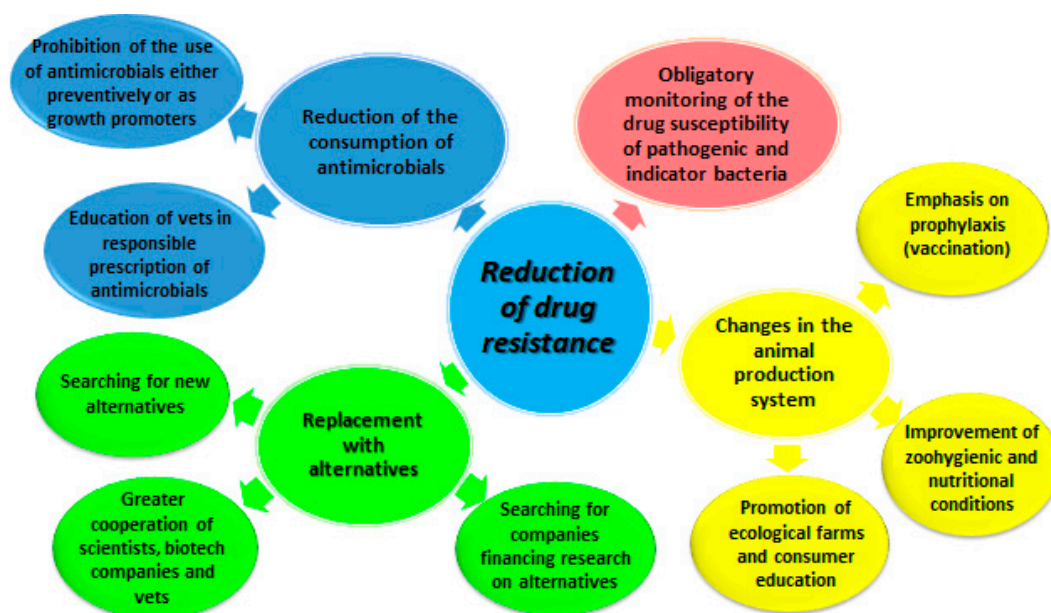 Prohibition of the use
of antimicrobials either
preventively or as
growth promoters
Reduction of the
consumption of
antimicrobials
Obligatory
monitoring of the
drug susceptibility
of pathogenic and
indicator bacteria
Education of vets in
responsible
prescription of
antimicrobials
Emphasis on
prophylaxis
(vaccination)
Reduction
of drug
resistance
Changes in the
animal
production
system
Searching for new
alternatives
Replacement
with
alternatives
Improvement of
zoohygienic and
nutritional
conditions
Greater
cooperation of
scientists, biotech
companies and
vets
Searching for
companies
financing research
on alternatives
Promotion of
ecological farms
and consumer
education